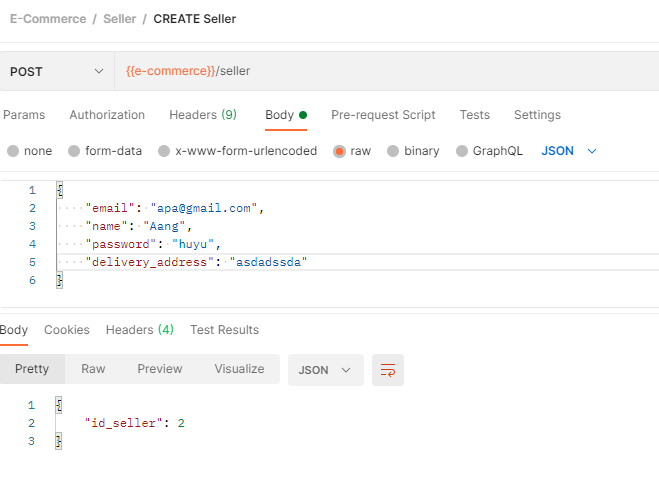 E-Commerce / Seller / CREATE Seller
POST {{e-commerce}}/seller
Params Authorization Headers (9) Body Pre-request Script Tests Settings
none form-data x-www-form-urlencoded raw binary GraphQL JSON
1 {
2 "email": "apa@gmail.com",
3 "name": "Aang",
4 "password": "huyu",
5 "delivery_address": "asdadssda"
6 }
Body Cookies Headers (4) Test Results
Pretty Raw Preview Visualize JSON
1 {
2 "id_seller": 2
3 }